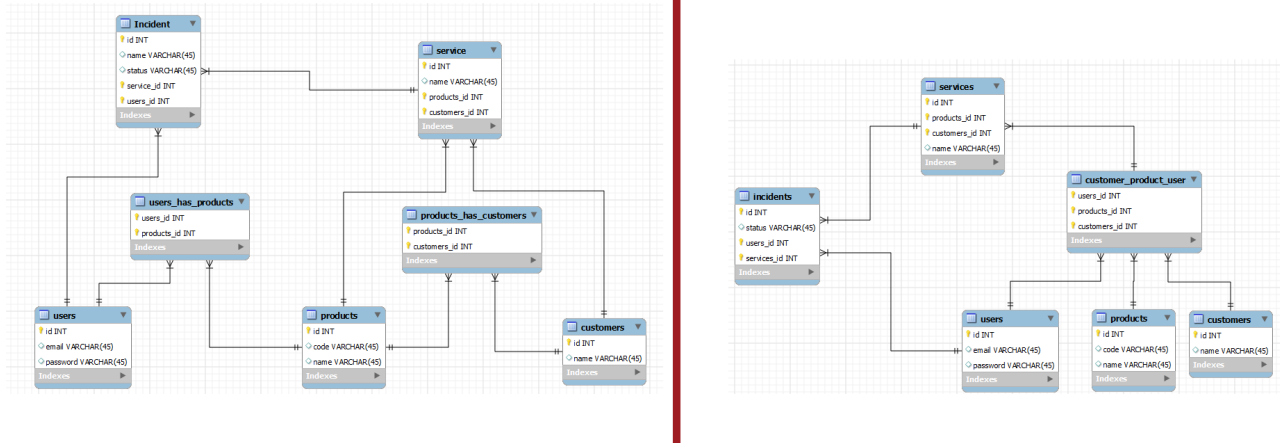 Incident
id INT
name VARCHAR(45)
status VARCHAR(45)
service_id INT
users_id INT
Indexes
service
id INT
name VARCHAR(45)
products_id INT
customers_id INT
Indexes
users_has_products
users_id INT
products_id INT
Indexes
products_has_customers
products_id INT
customers_id INT
Indexes
users
id INT
email VARCHAR(45)
password VARCHAR(45)
Indexes
products
id INT
code VARCHAR(45)
name VARCHAR(45)
Indexes
customers
id INT
name VARCHAR(45)
Indexes
services
id INT
products_id INT
customers_id INT
name VARCHAR(45)
Indexes
customer_product_user
users_id INT
products_id INT
customers_id INT
Indexes
incidents
id INT
status VARCHAR(45)
users_id INT
services_id INT
Indexes
users
id INT
email VARCHAR(45)
password VARCHAR(45)
Indexes
products
id INT
code VARCHAR(45)
name VARCHAR(45)
Indexes
customers
id INT
name VARCHAR(45)
Indexes